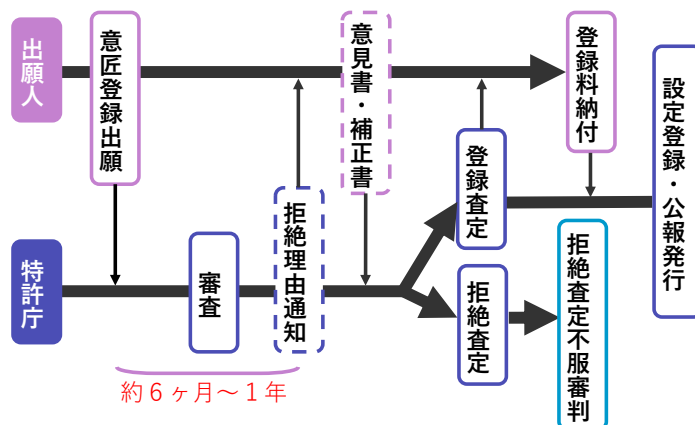 出願人
意匠登録出願
意見書・補正書
登録料納付
設定登録・公報発行
登録査定
拒絶理由通知
特許庁
審査
拒絶査定
拒絶査定不服審判
約６ヶ月～１年